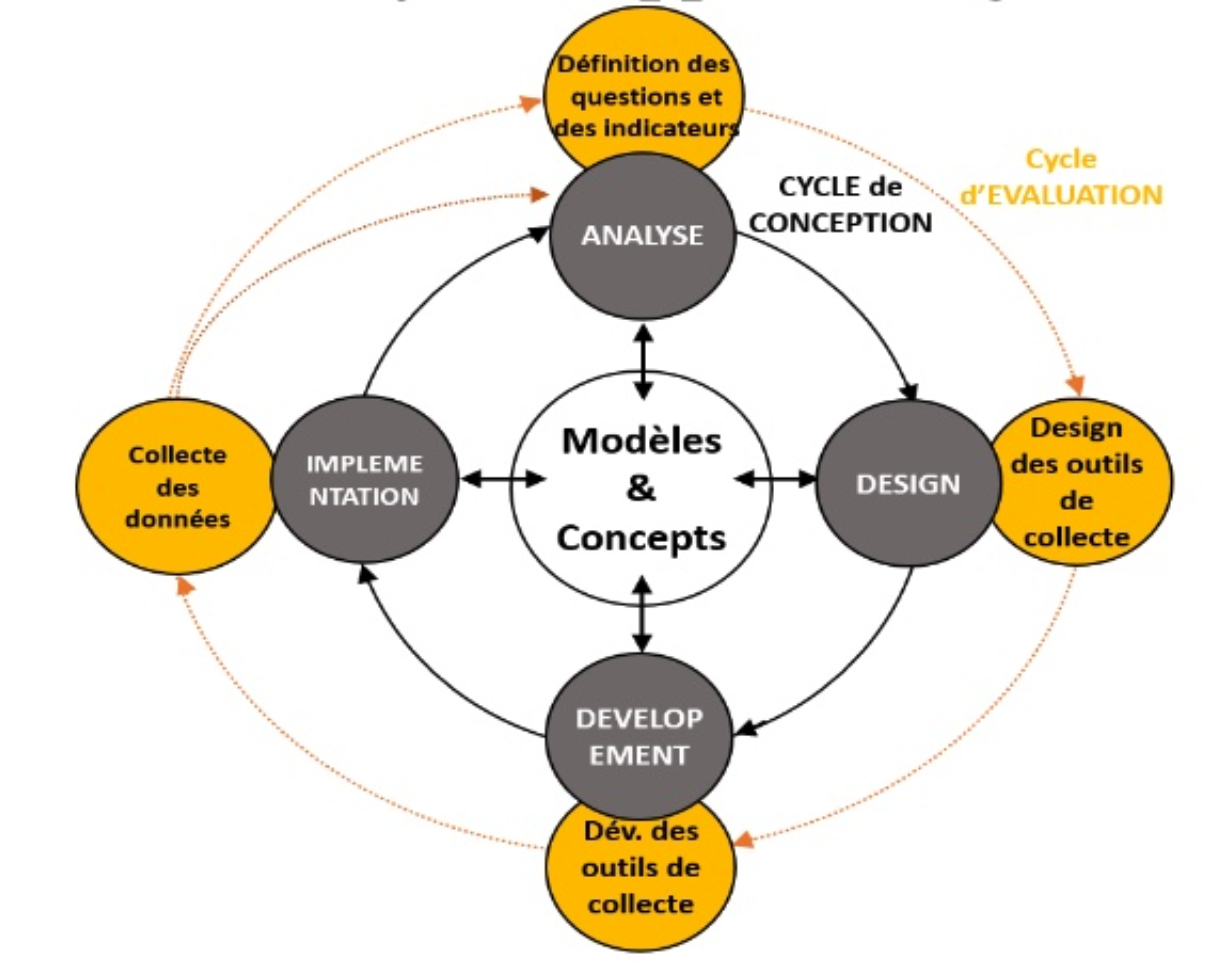 Définition des
questions et
des indicateurs
Cycle
d'EVALUATION
CYCLE de
CONCEPTION
ANALYSE
Modèles
&
Concepts
Collecte
des
données
IMPLEME
NTATION
DESIGN
Design
des outils
de
collecte
DEVELOP
EMENT
Dév. des
outils de
collecte